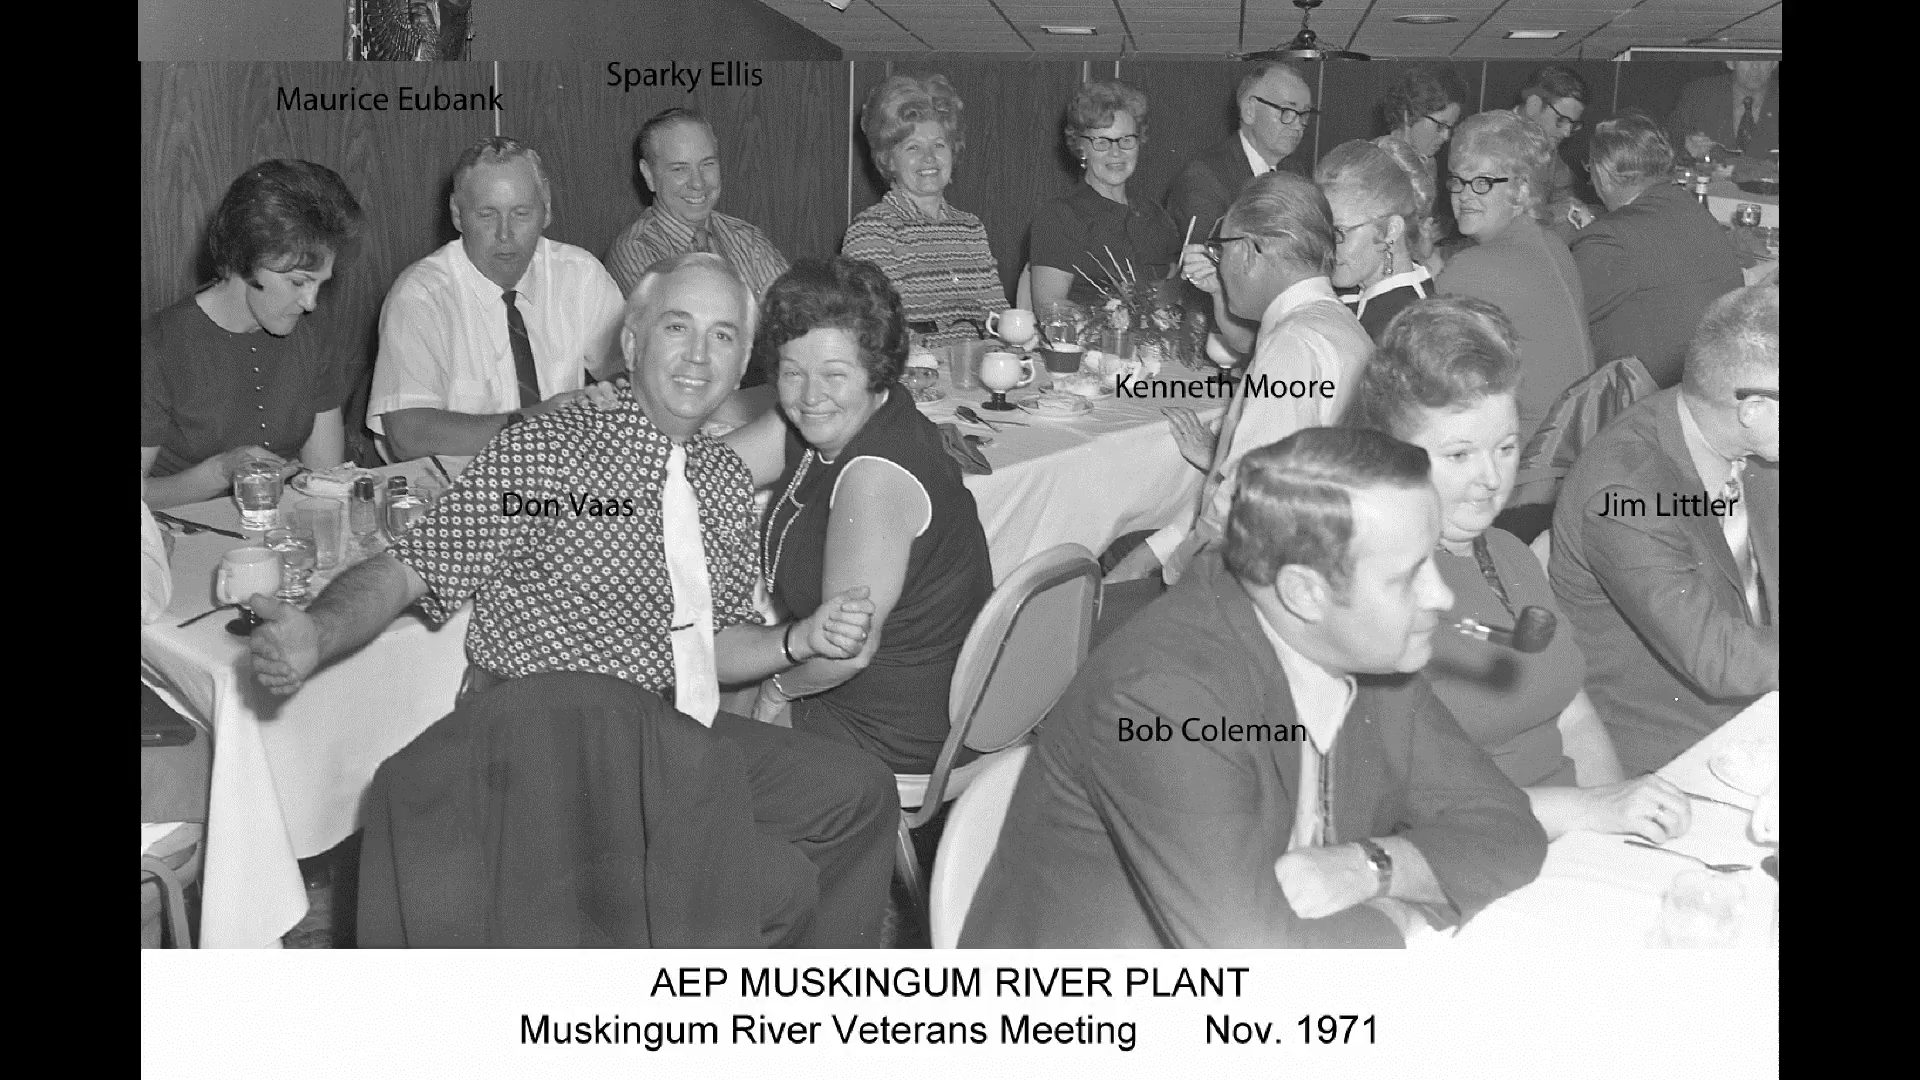 Sparky Ellis
Maurice Eubank
Kenneth Moore
Don Vaas
Jim Littler
Bob Coleman
AEP MUSKINGUM RIVER PLANT
Muskingum River Veterans Meeting Nov. 1971